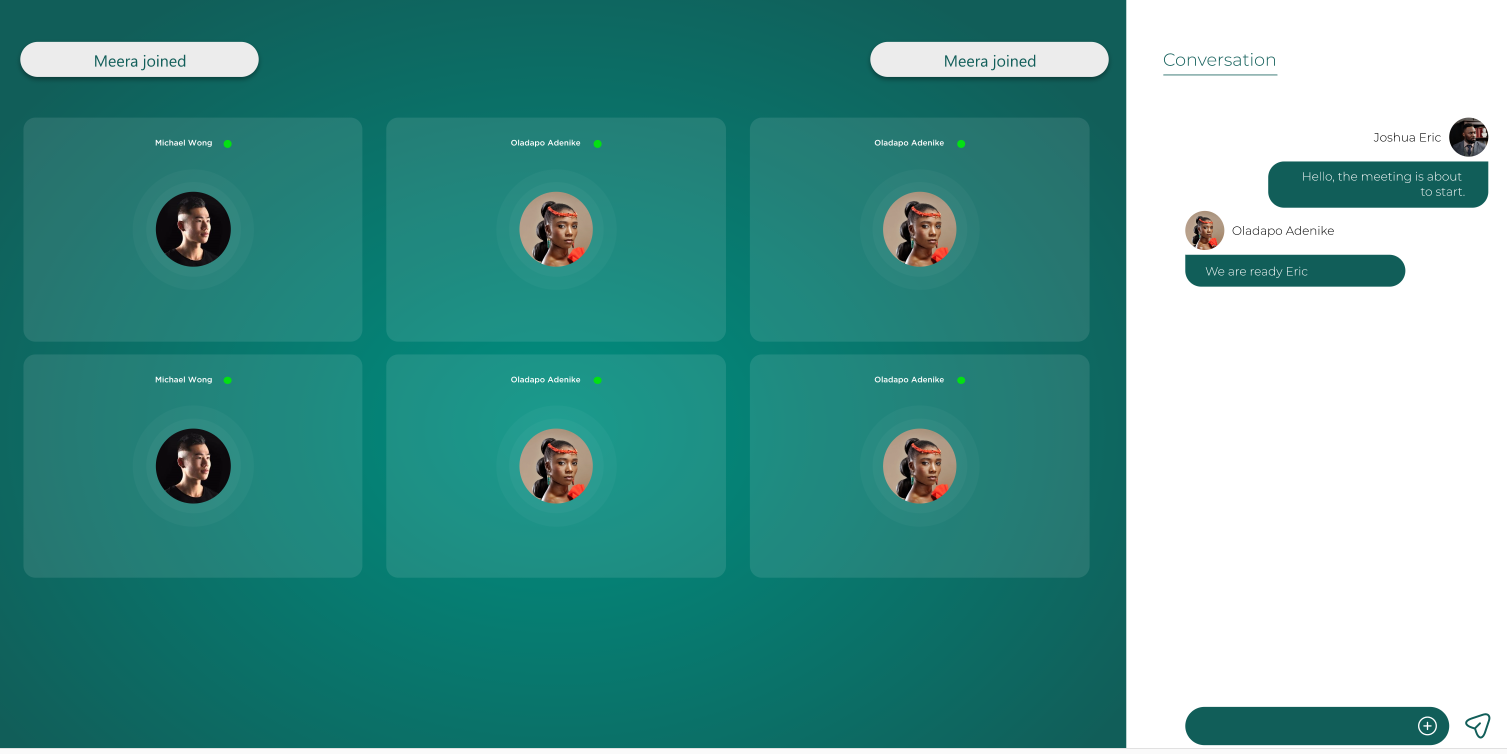 Meera joined
Meera joined
Michael Wong
Oladapo Adenike
Oladapo Adenike
Michael Wong
Oladapo Adenike
Oladapo Adenike
Conversation
Joshua Eric
Hello, the meeting is about
to start.
Oladapo Adenike
We are ready Eric